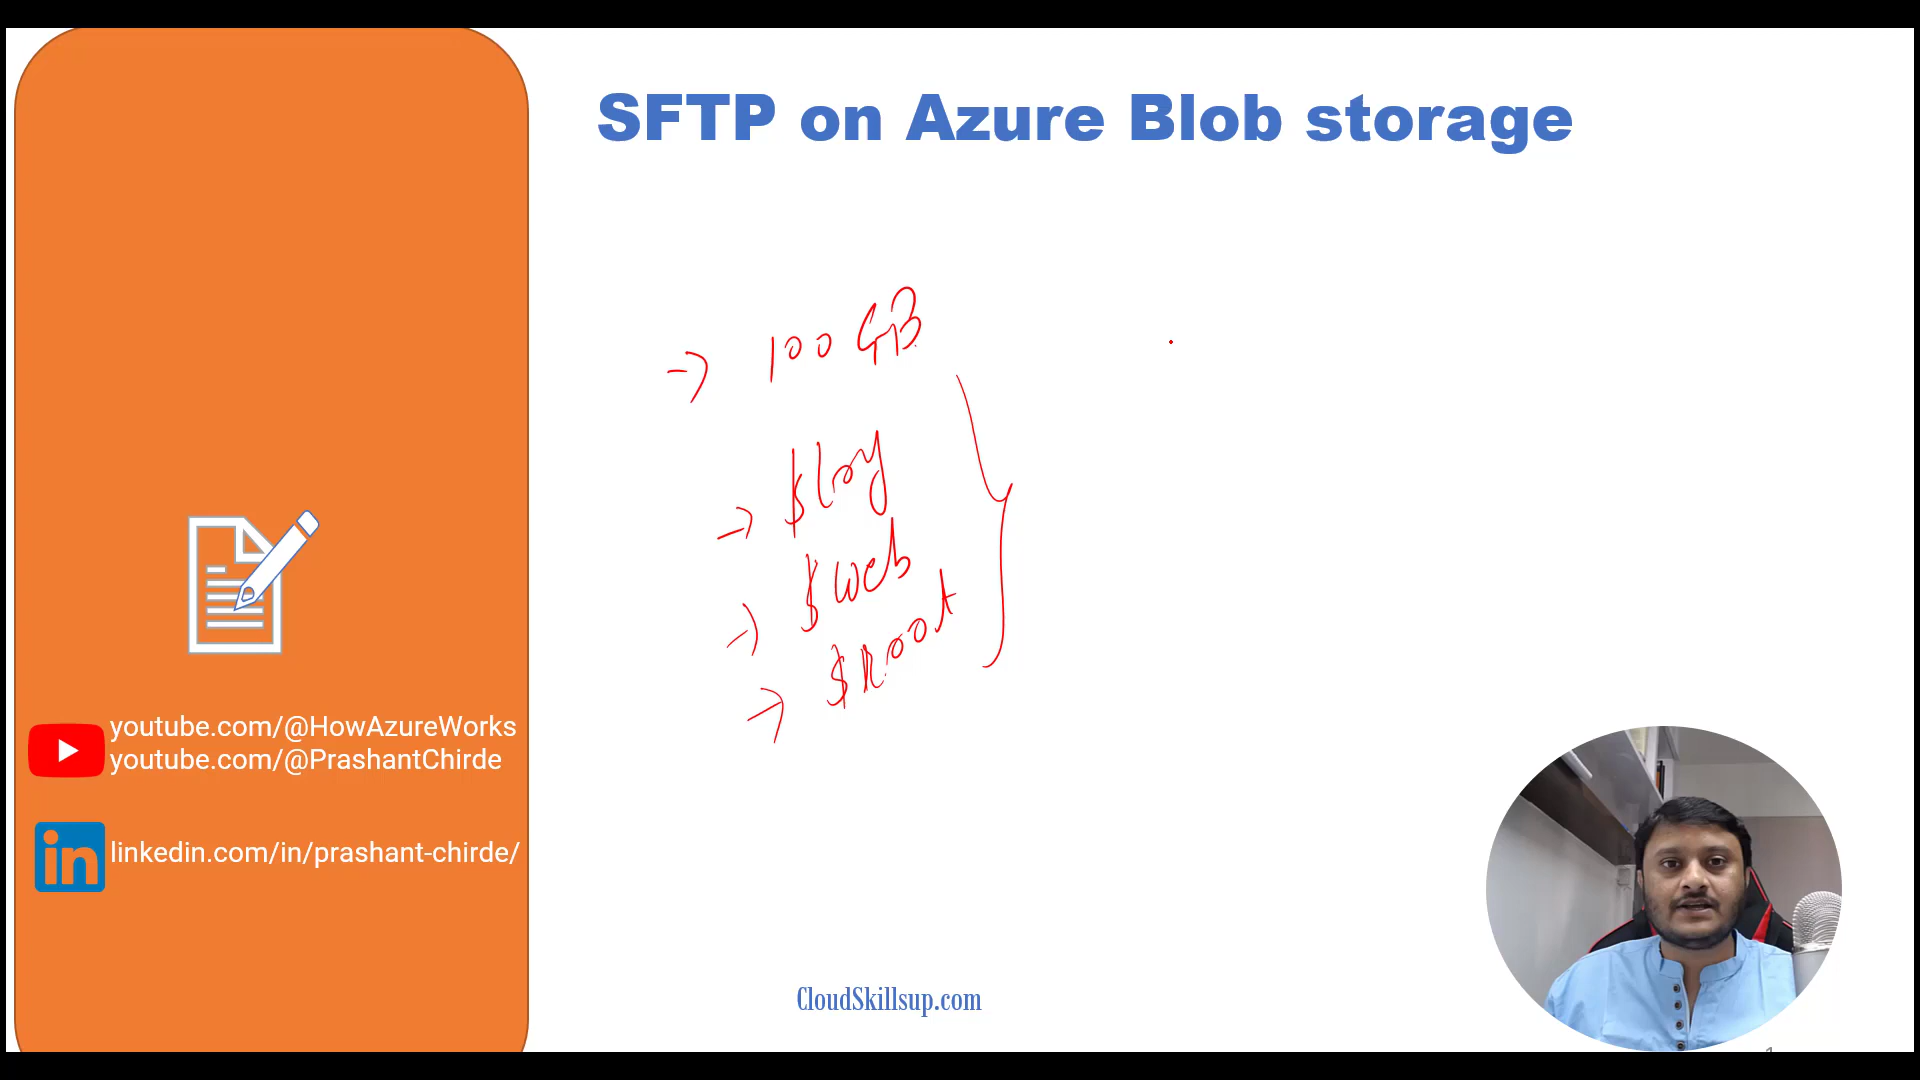 SFTP on Azure Blob storage
-> 100 GB
-> $log
-> $web
-> $root
youtube.com/@HowAzureWorks
youtube.com/@PrashantChirde
in
linkedin.com/in/prashant-chirde/
CloudSkillsup.com